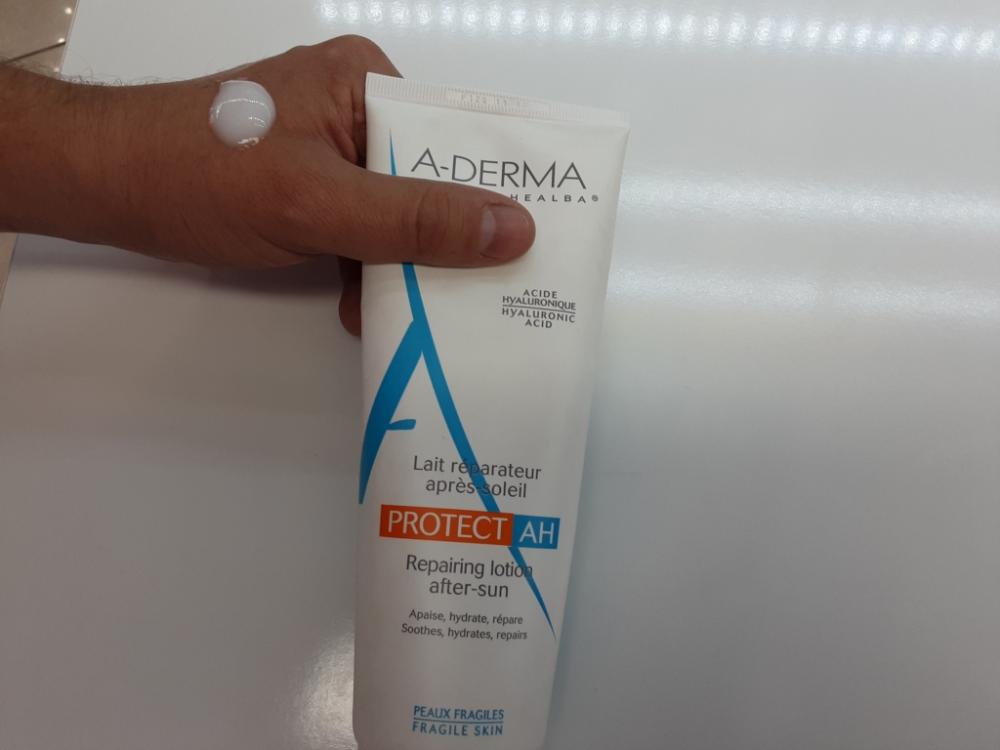 A-DERMA
HEALBA®
ACIDE
HYALURONIQUE
HYALURONIC
ACID
Lait réparateur
après-soleil
PROTECT AH
Repairing lotion
after-sun
Apaise, hydrate, répare
Soothes, hydrates, repairs
PEAUX FRAGILES
FRAGILE SKIN